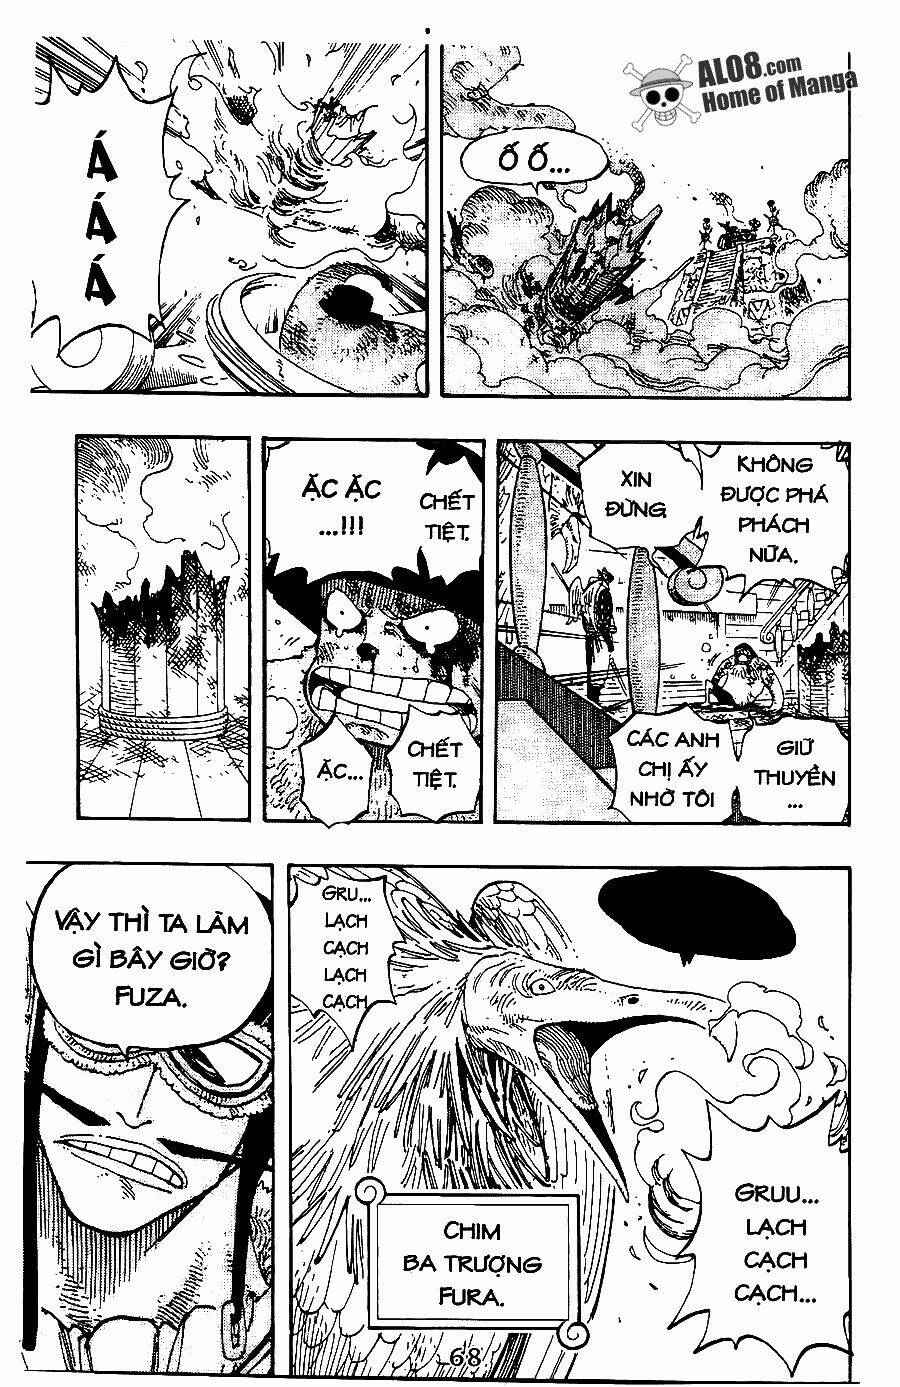 ALO8.com
Home of Manga
Ố Ố...
Á
Á
Á
KHÔNG
ĐƯỢC PHÁ
PHÁCH
NỮA.
XIN
ĐỪNG.
GIỮ
THUYỀN
...
CÁC ANH
CHỊ ẤY
NHỜ TÔI
CHẾT
TIỆT.
ẶC ẶC
...!!!
CHẾT
TIỆT.
ẶC...
GRUU...
LẠCH
CẠCH
CẠCH...
GRU...
LẠCH
CẠCH
LẠCH
CẠCH
CHIM
BA TRƯỢNG
FURA.
VẬY THÌ TA LÀM
GÌ BÂY GIỜ?
FUZA.
68